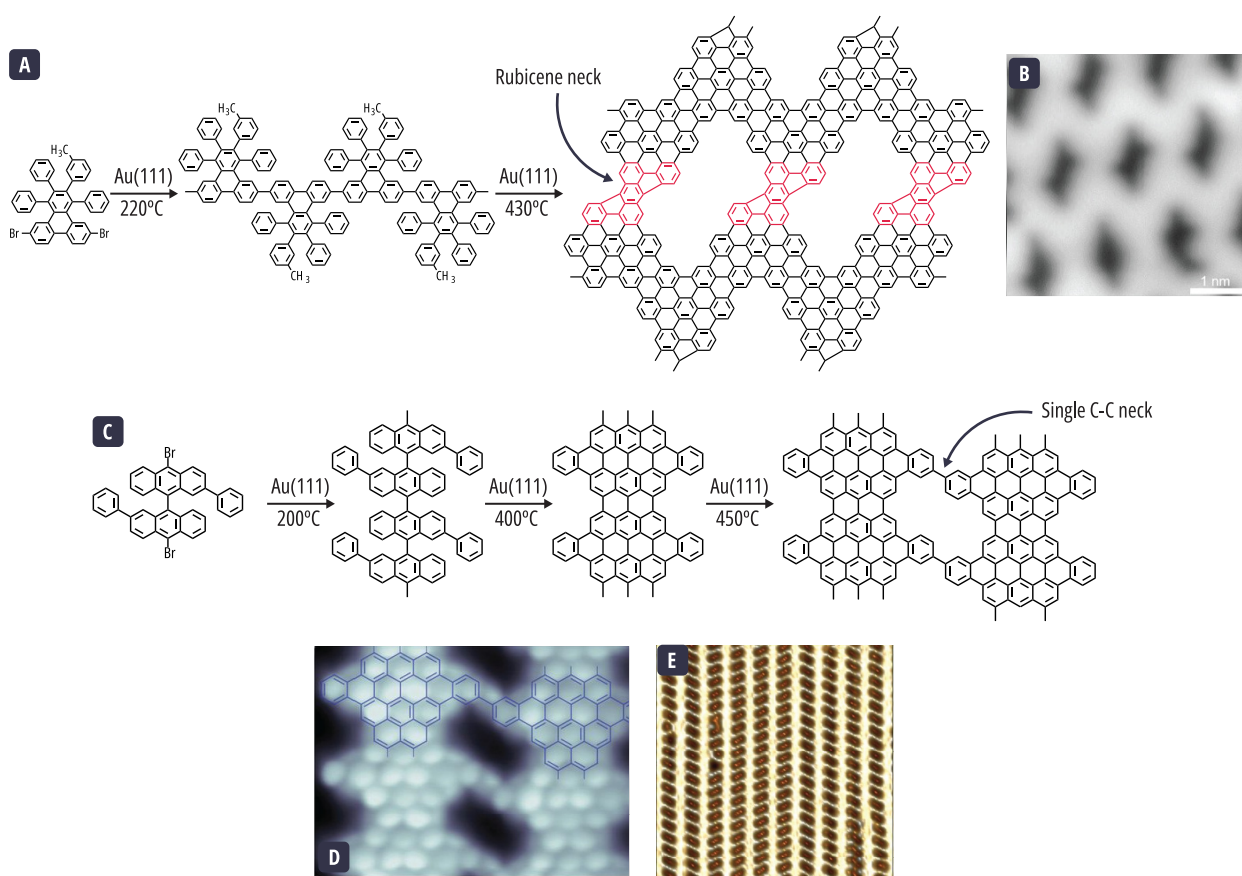 A
Rubicene neck
B
H₃C
H₃C
H₃C
Au(111)
220ºC
Au(111)
430ºC
Br
Br
CH₃
CH₃
1 nm
C
Single C-C neck
Br
Au(111)
200ºC
Au(111)
400ºC
Au(111)
450ºC
Br
E
D